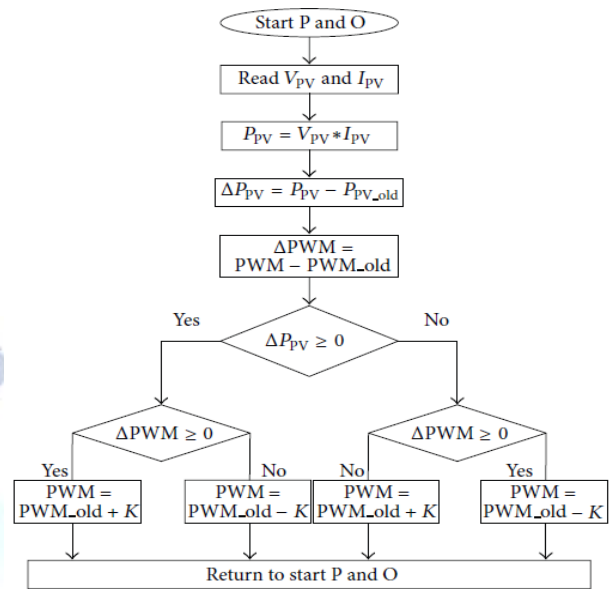 Start P and O
Read V_PV and I_PV
P_PV = V_PV * I_PV
ΔP_PV = P_PV − P_PV_old
ΔPWM =
PWM − PWM_old
Yes
No
ΔP_PV ≥ 0
ΔPWM ≥ 0
ΔPWM ≥ 0
Yes
No
No
Yes
PWM =
PWM_old + K
PWM =
PWM_old − K
PWM =
PWM_old + K
PWM =
PWM_old − K
Return to start P and O